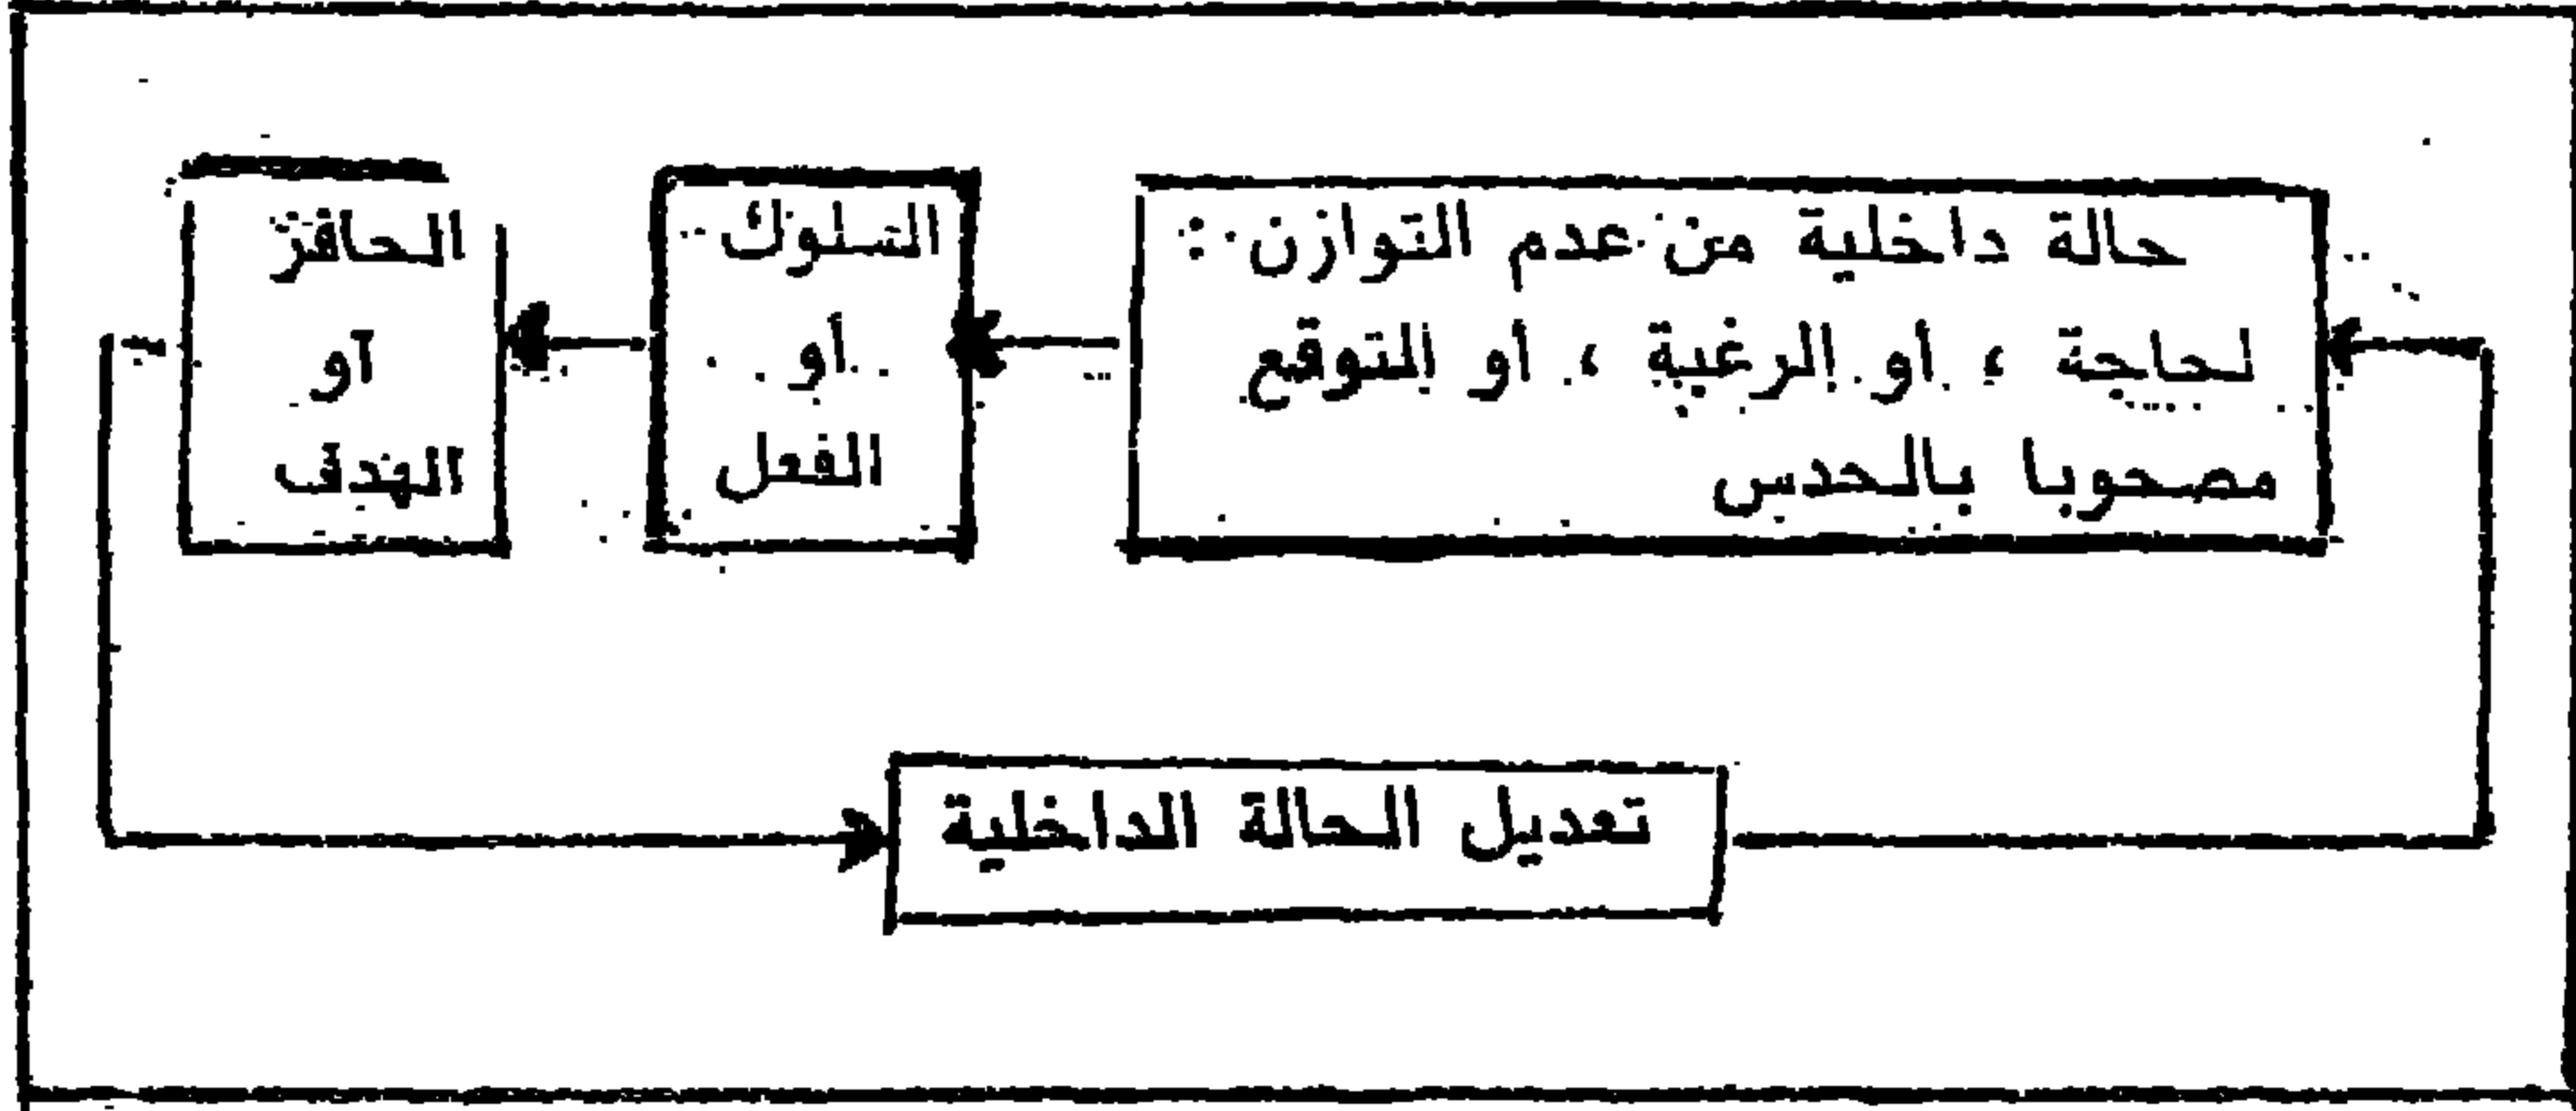 حالة داخلية من عدم التوازن :
لحاجة ، أو الرغبة ، أو التوقع
مصحوبا بالحدس
السلوك
أو
الفعل
الحافز
أو
الهدف
تعديل الحالة الداخلية